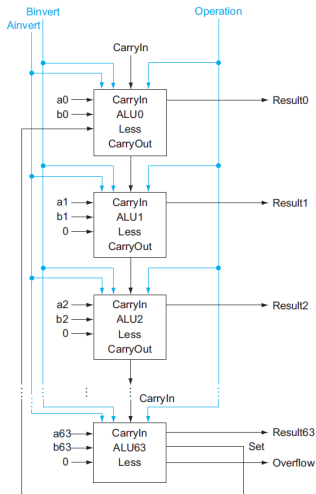 Binvert Operation
Ainvert
CarryIn
a0 CarryIn Result0
b0 ALU0
Less
CarryOut
a1 CarryIn Result1
b1 ALU1
0 Less
CarryOut
a2 CarryIn Result2
b2 ALU2
0 Less
CarryOut
CarryIn
a63 CarryIn Result63
b63 ALU63 Set
0 Less Overflow